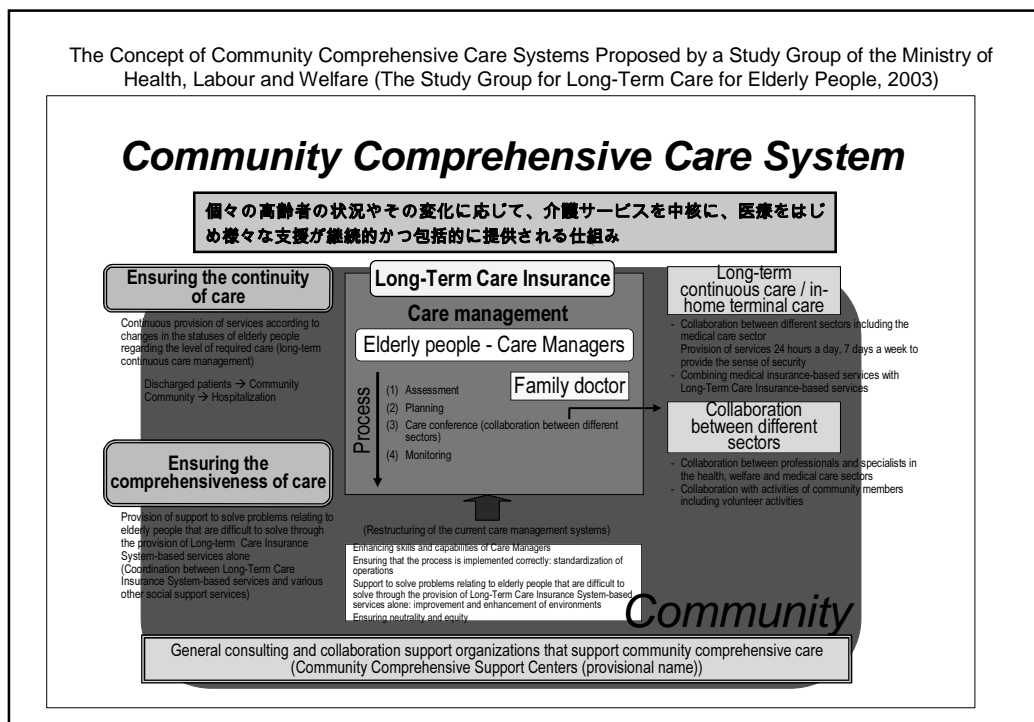 The Concept of Community Comprehensive Care Systems Proposed by a Study Group of the Ministry of
Health, Labour and Welfare (The Study Group for Long-Term Care for Elderly People, 2003)
Community Comprehensive Care System
個々の高齢者の状況やその変化に応じて、介護サービスを中核に、医療をはじ
め様々な支援が継続的かつ包括的に提供される仕組み
Ensuring the continuity
of care
Continuous provision of services according to
changes in the statuses of elderly people
regarding the level of required care (long-term
continuous care management)
Discharged patients → Community
Community → Hospitalization
Ensuring the
comprehensiveness of care
Provision of support to solve problems relating to
elderly people that are difficult to solve through
the provision of Long-term Care Insurance
System-based services alone
(Coordination between Long-Term Care
Insurance System-based services and various
other social support services)
Long-Term Care Insurance
Care management
Elderly people - Care Managers
Family doctor
Process
(1) Assessment
(2) Planning
(3) Care conference (collaboration between different
sectors)
(4) Monitoring
(Restructuring of the current care management systems)
Enhancing skills and capabilities of Care Managers
Ensuring that the process is implemented correctly: standardization of
operations
Support to solve problems relating to elderly people that are difficult to
solve through the provision of Long-Term Care Insurance System-based
services alone: improvement and enhancement of environments
Ensuring neutrality and equity
Long-term
continuous care / in-
home terminal care
- Collaboration between different sectors including the
medical care sector
Provision of services 24 hours a day, 7 days a week to
provide the sense of security
- Combining medical insurance-based services with
Long-Term Care Insurance-based services
Collaboration
between different
sectors
- Collaboration between professionals and specialists in
the health, welfare and medical care sectors
- Collaboration with activities of community members
including volunteer activities
Community
General consulting and collaboration support organizations that support community comprehensive care
(Community Comprehensive Support Centers (provisional name))